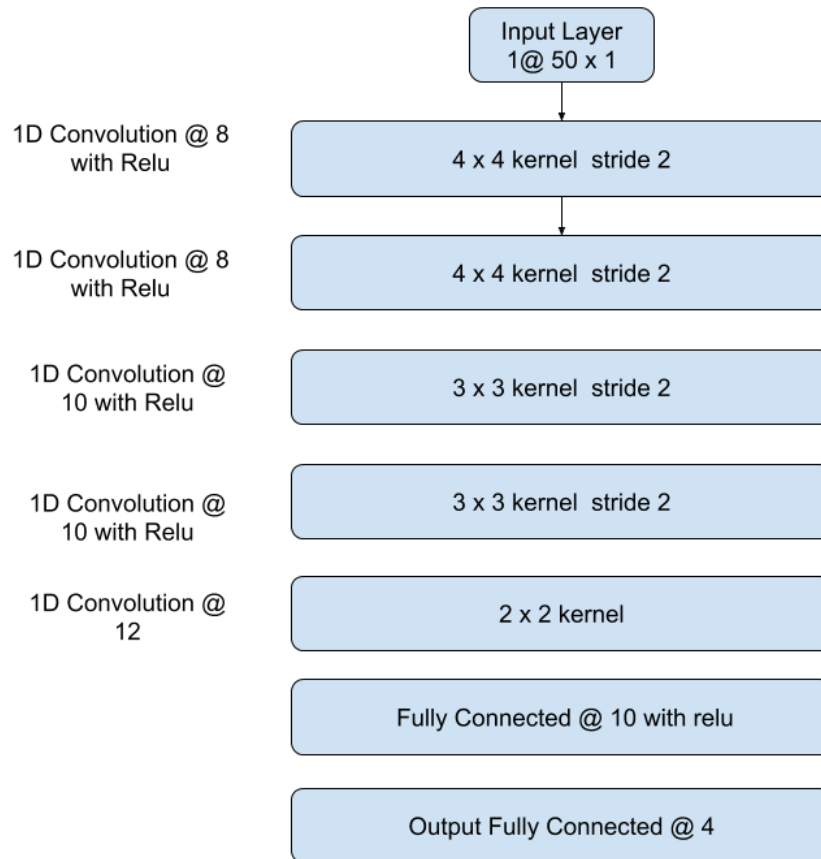 Input Layer
1@ 50 x 1
1D Convolution @ 8
with Relu
4 x 4 kernel  stride 2
1D Convolution @ 8
with Relu
4 x 4 kernel  stride 2
1D Convolution @
10 with Relu
3 x 3 kernel  stride 2
1D Convolution @
10 with Relu
3 x 3 kernel  stride 2
1D Convolution @
12
2 x 2 kernel
Fully Connected @ 10 with relu
Output Fully Connected @ 4